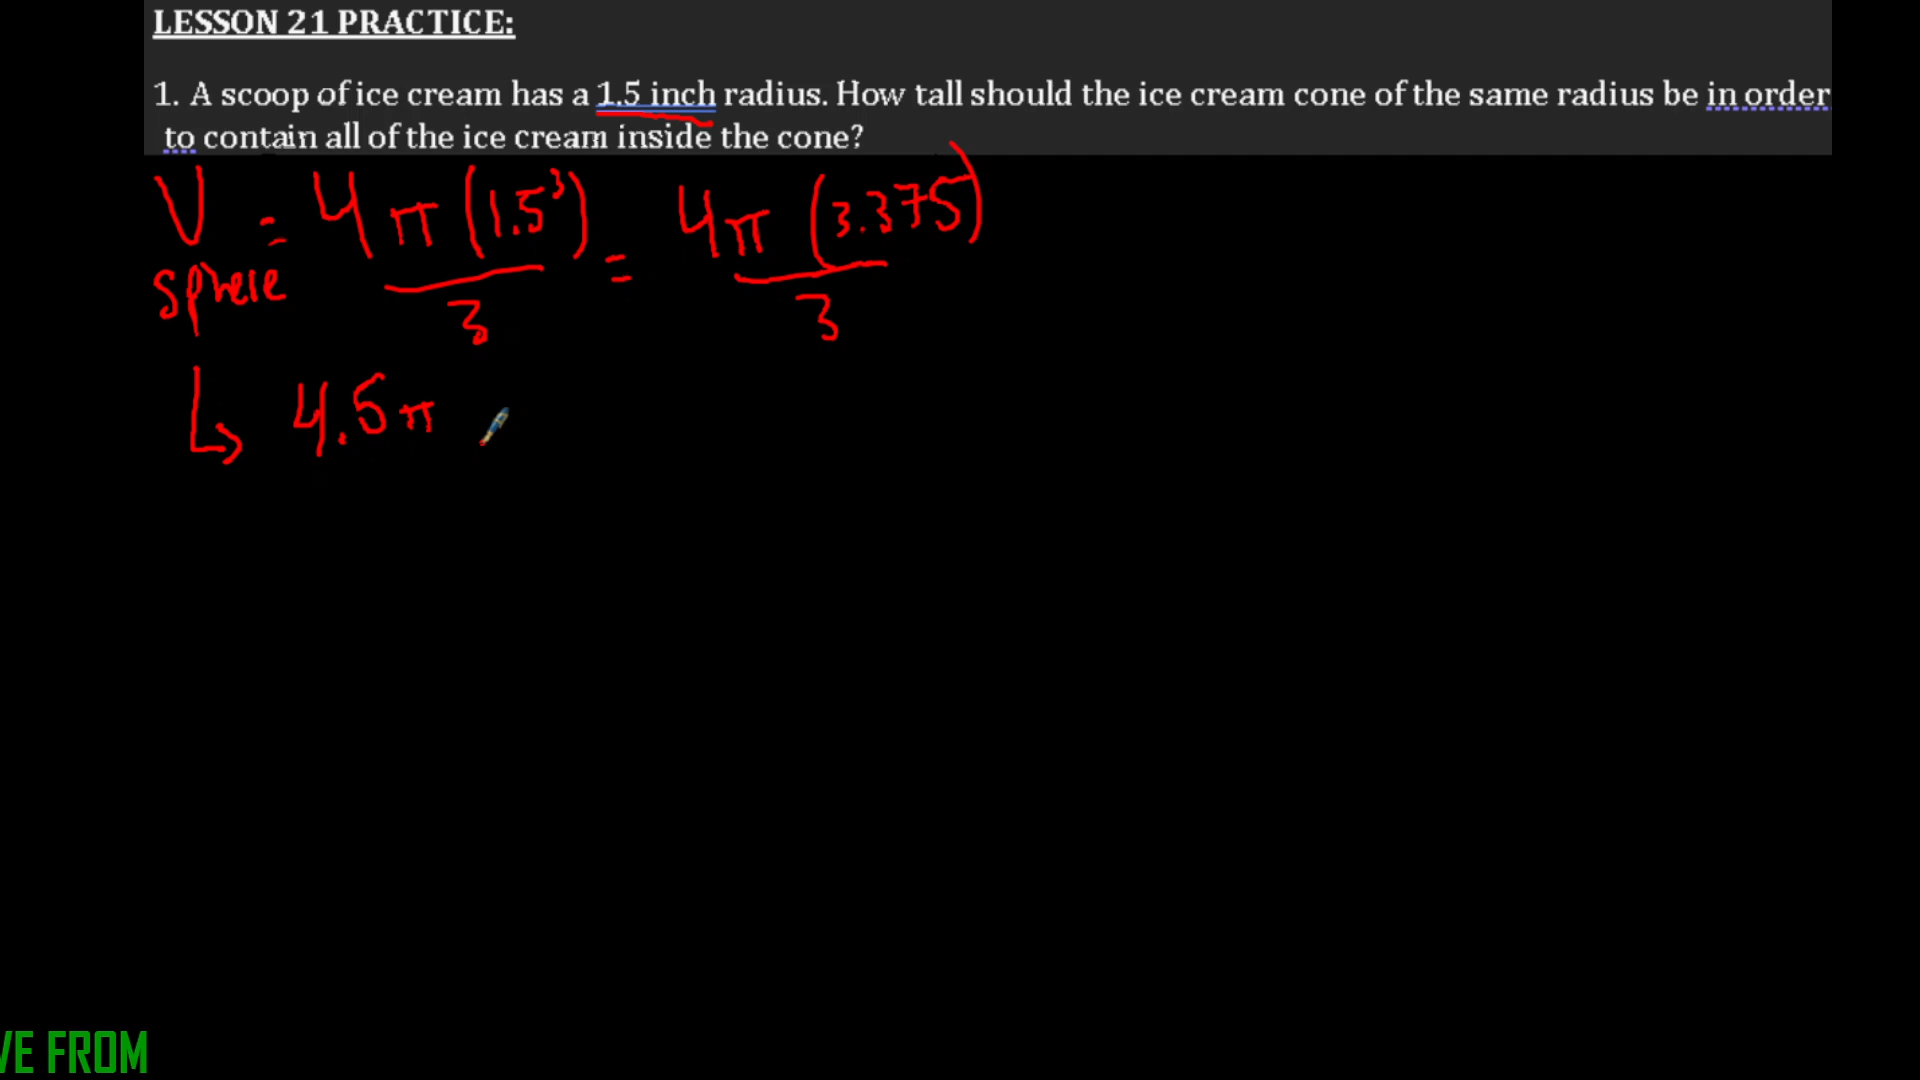 LESSON 21 PRACTICE:
1. A scoop of ice cream has a 1.5 inch radius. How tall should the ice cream cone of the same radius be in order
to contain all of the ice cream inside the cone?
V sphere = 4π(1.5³)/3 = 4π(3.375)/3
↳ 4.5π
VE FROM